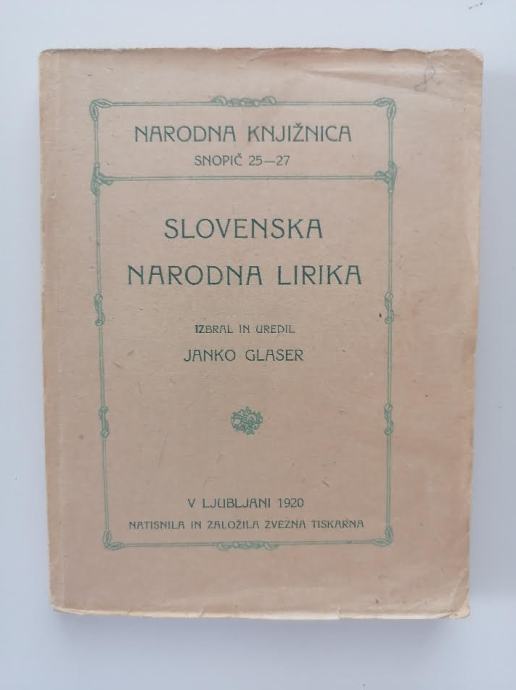 NARODNA KNJIŽNICA
SNOPIČ 25—27
SLOVENSKA
NARODNA LIRIKA
IZBRAL IN UREDIL
JANKO GLASER
V LJUBLJANI 1920
NATISNILA IN ZALOŽILA ZVEZNA TISKARNA